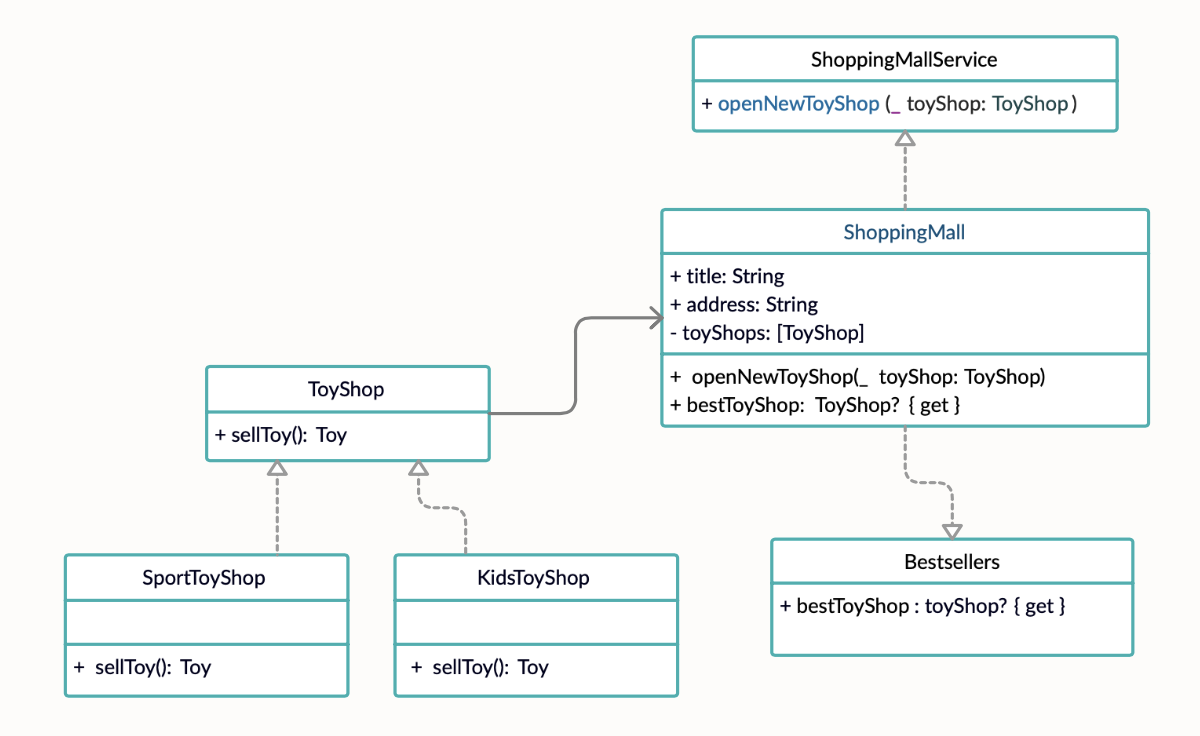 ShoppingMallService
+ openNewToyShop (_ toyShop: ToyShop)
ShoppingMall
+ title: String
+ address: String
- toyShops: [ToyShop]
+ openNewToyShop(_ toyShop: ToyShop)
+ bestToyShop: ToyShop? { get }
ToyShop
+ sellToy(): Toy
SportToyShop
+ sellToy(): Toy
KidsToyShop
+ sellToy(): Toy
Bestsellers
+ bestToyShop : toyShop? { get }